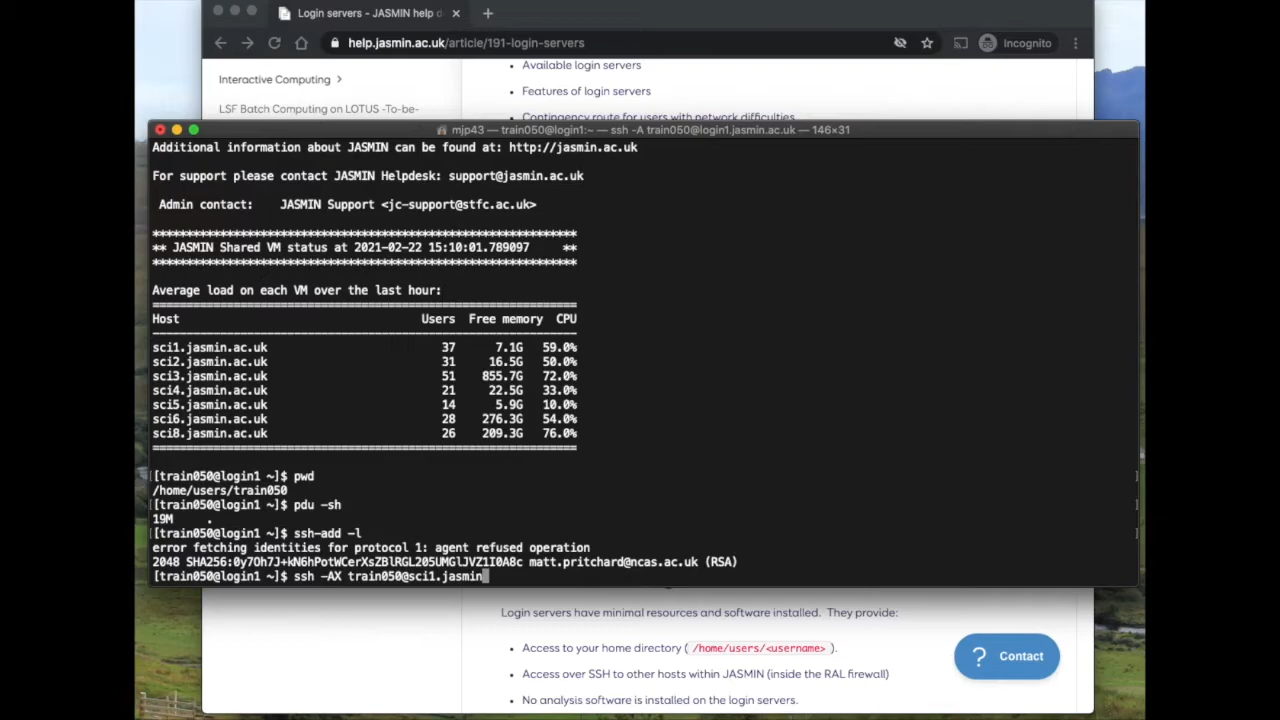 Login servers - JASMIN help d
help.jasmin.ac.uk/article/191-login-servers
Incognito
Interactive Computing
LSF Batch Computing on LOTUS -To-be-
Available login servers
Features of login servers
Contingency route for users with network difficulties
mjp43 — train050@login1:~ — ssh -A train050@login1.jasmin.ac.uk — 146×31
Additional information about JASMIN can be found at: http://jasmin.ac.uk
For support please contact JASMIN Helpdesk: support@jasmin.ac.uk
Admin contact: JASMIN Support <jc-support@stfc.ac.uk>
***************************************************************
** JASMIN Shared VM status at 2021-02-22 15:10:01.789097 **
***************************************************************
Average load on each VM over the last hour:
Host Users Free memory CPU
sci1.jasmin.ac.uk 37 7.1G 59.0%
sci2.jasmin.ac.uk 31 16.5G 50.0%
sci3.jasmin.ac.uk 51 855.7G 72.0%
sci4.jasmin.ac.uk 21 22.5G 33.0%
sci5.jasmin.ac.uk 14 5.9G 10.0%
sci6.jasmin.ac.uk 28 276.3G 54.0%
sci8.jasmin.ac.uk 26 209.3G 76.0%
[train050@login1 ~]$ pwd
/home/users/train050
[train050@login1 ~]$ pdu -sh
19M .
[train050@login1 ~]$ ssh-add -l
error fetching identities for protocol 1: agent refused operation
2048 SHA256:0y7Oh7J+kN6hPotWCerXsZBlRGL205UMGlJVZ1I0A8c matt.pritchard@ncas.ac.uk (RSA)
[train050@login1 ~]$ ssh -AX train050@sci1.jasmin
Login servers have minimal resources and software installed. They provide:
Access to your home directory ( /home/users/<username> ).
Access over SSH to other hosts within JASMIN (inside the RAL firewall)
No analysis software is installed on the login servers.
? Contact